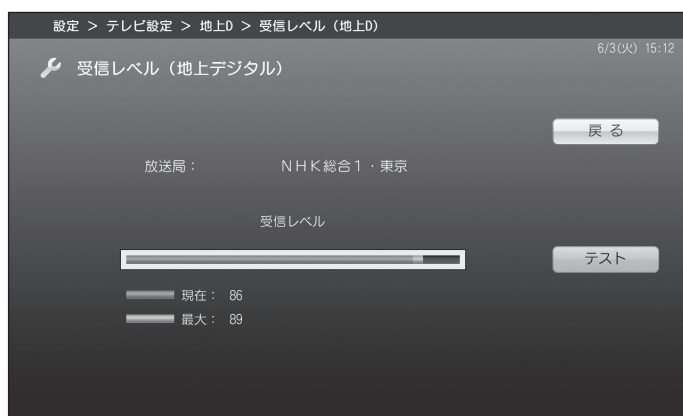 設定 > テレビ設定 > 地上D > 受信レベル（地上D）
6/3(火) 15:12
受信レベル（地上デジタル）
戻る
放送局： ＮＨＫ総合１・東京
受信レベル
テスト
現在： 86
最大： 89